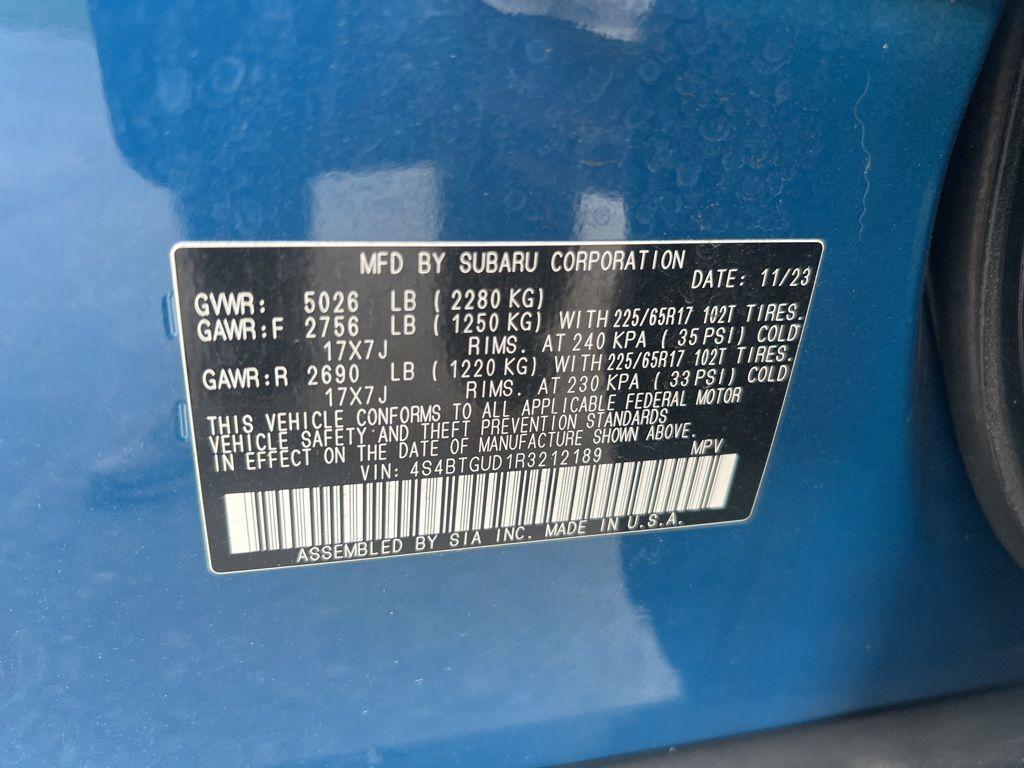 MFD BY SUBARU CORPORATION DATE: 11/23
GVWR: 5026 LB (2280 KG)
GAWR:F 2756 LB (1250 KG) WITH 225/65R17 102T TIRES.
17X7J RIMS. AT 240 KPA (35 PSI) COLD
GAWR:R 2690 LB (1220 KG) WITH 225/65R17 102T TIRES.
17X7J RIMS. AT 230 KPA (33 PSI) COLD
THIS VEHICLE CONFORMS TO ALL APPLICABLE FEDERAL MOTOR
VEHICLE SAFETY AND THEFT PREVENTION STANDARDS
IN EFFECT ON THE DATE OF MANUFACTURE SHOWN ABOVE.
VIN: 4S4BTGUD1R3212189 MPV
ASSEMBLED BY SIA INC. MADE IN U.S.A.